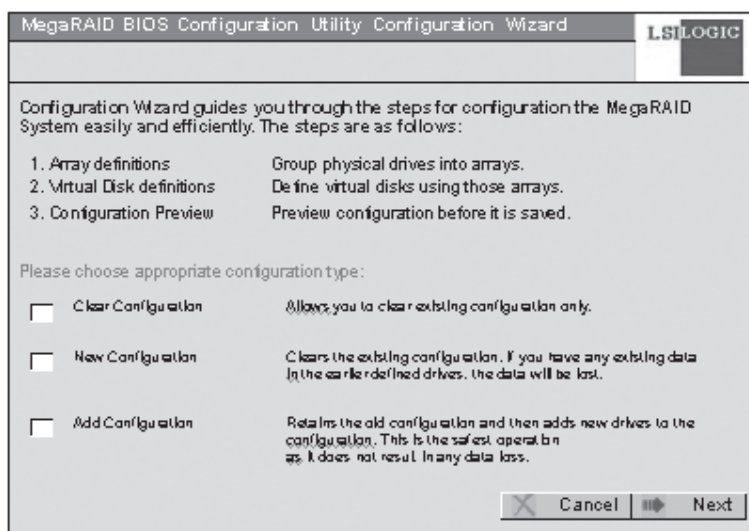 MegaRAID BIOS Configuration Utility Configuration Wizard
LSI LOGIC
Configuration Wizard guides you through the steps for configuration the MegaRAID
System easily and efficiently. The steps are as follows:
1. Array definitions Group physical drives into arrays.
2. Virtual Disk definitions Define virtual disks using those arrays.
3. Configuration Preview Preview configuration before it is saved.
Please choose appropriate configuration type:
Clear Configuration Allows you to clear existing configuration only.
New Configuration Clears the existing configuration. If you have any existing data
in the earlier defined drives, the data will be lost.
Add Configuration Retains the old configuration and then adds new drives to the
configuration. This is the safest operation
as it does not result in any data loss.
Cancel Next